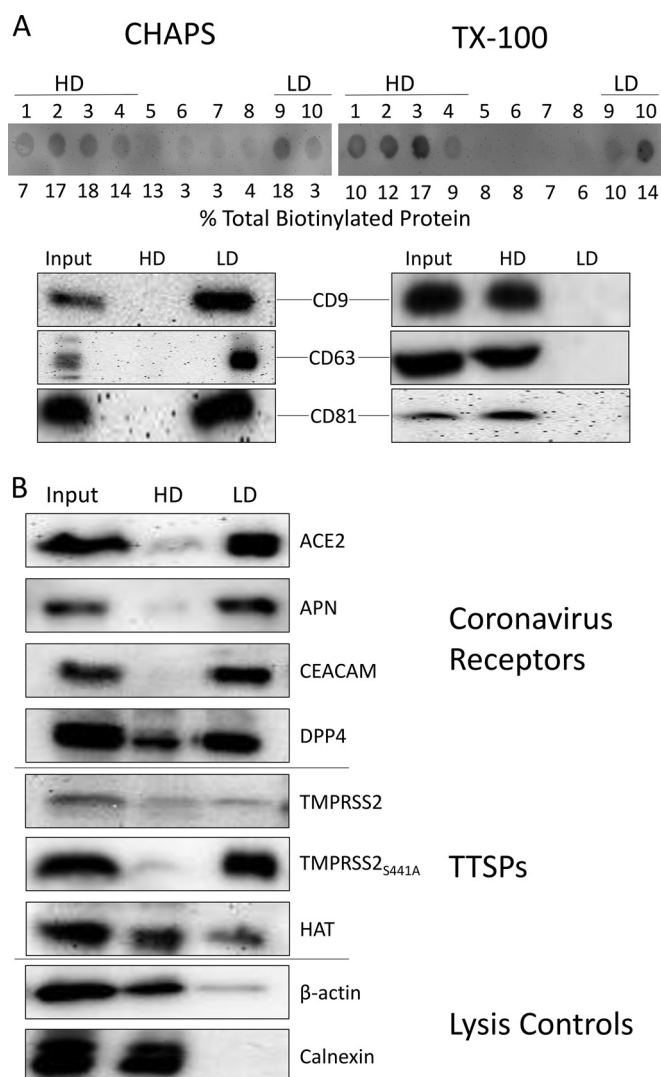 A
CHAPS TX-100
HD LD HD LD
1 2 3 4 5 6 7 8 9 10 1 2 3 4 5 6 7 8 9 10
7 17 18 14 13 3 3 4 18 3 10 12 17 9 8 8 7 6 10 14
% Total Biotinylated Protein
Input HD LD Input HD LD
CD9
CD63
CD81
B
Input HD LD
ACE2
APN
CEACAM
DPP4
Coronavirus
Receptors
TMPRSS2
TMPRSS2S441A
HAT
TTSPs
β-actin
Calnexin
Lysis Controls